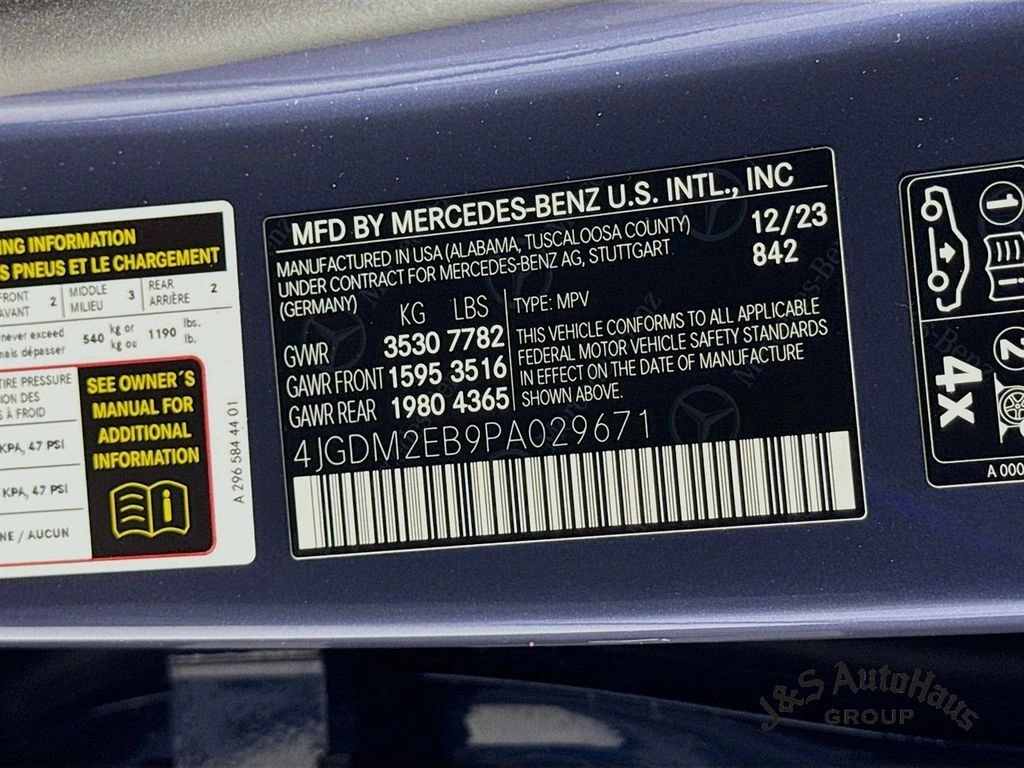 NG INFORMATION
S PNEUS ET LE CHARGEMENT
FRONT 2 MIDDLE 3 REAR 2
AVANT MILIEU ARRIÈRE
never exceed 540 kg or 1190 lbs.
mais dépasser kg ou lb.
TIRE PRESSURE
ION DES
S À FROID
KPA, 47 PSI
KPA, 47 PSI
NE / AUCUN
SEE OWNER´S
MANUAL FOR
ADDITIONAL
INFORMATION
A 296 584 44 01
MFD BY MERCEDES-BENZ U.S. INTL., INC
MANUFACTURED IN USA (ALABAMA, TUSCALOOSA COUNTY) 12/23
UNDER CONTRACT FOR MERCEDES-BENZ AG, STUTTGART 842
(GERMANY)
KG LBS
GVWR 3530 7782
GAWR FRONT 1595 3516
GAWR REAR 1980 4365
TYPE: MPV
THIS VEHICLE CONFORMS TO ALL APPLICABLE
FEDERAL MOTOR VEHICLE SAFETY STANDARDS
IN EFFECT ON THE DATE OF MANUFACTURE
SHOWN ABOVE.
4JGDM2EB9PA029671
1
2
4x
A 000
J&S AutoHaus
GROUP